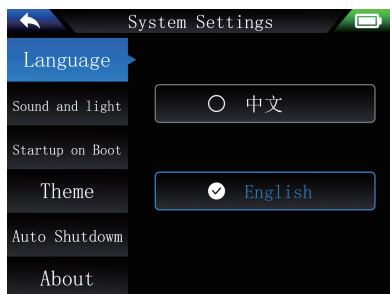 System Settings
Language
Sound and light
中文
Startup on Boot
Theme
English
Auto Shutdowm
About